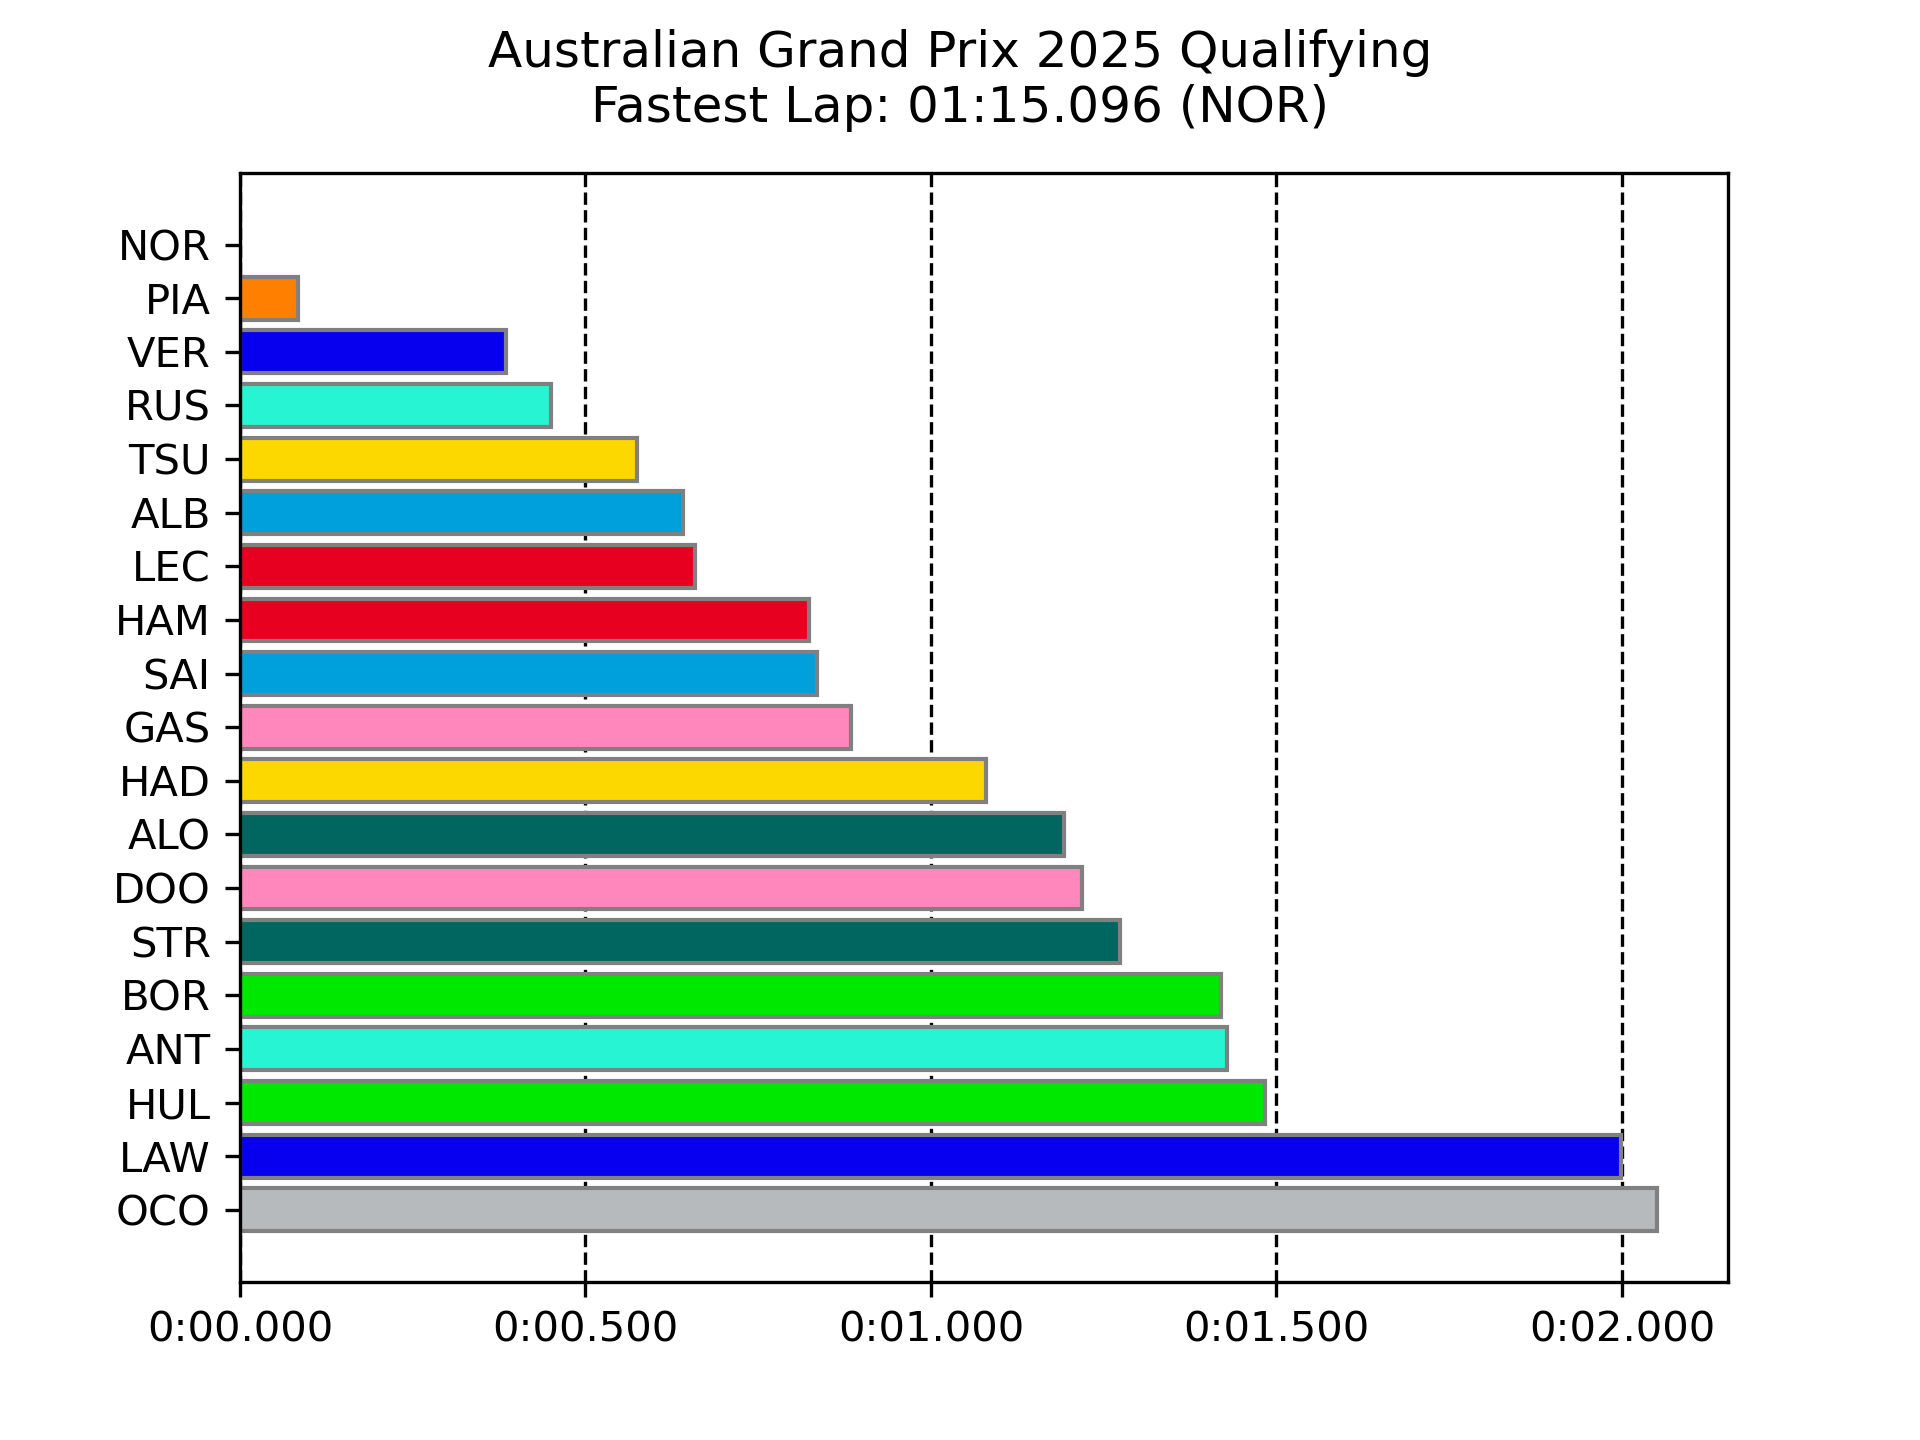 Australian Grand Prix 2025 Qualifying
Fastest Lap: 01:15.096 (NOR)
NOR
PIA
VER
RUS
TSU
ALB
LEC
HAM
SAI
GAS
HAD
ALO
DOO
STR
BOR
ANT
HUL
LAW
OCO
0:00.000 0:00.500 0:01.000 0:01.500 0:02.000